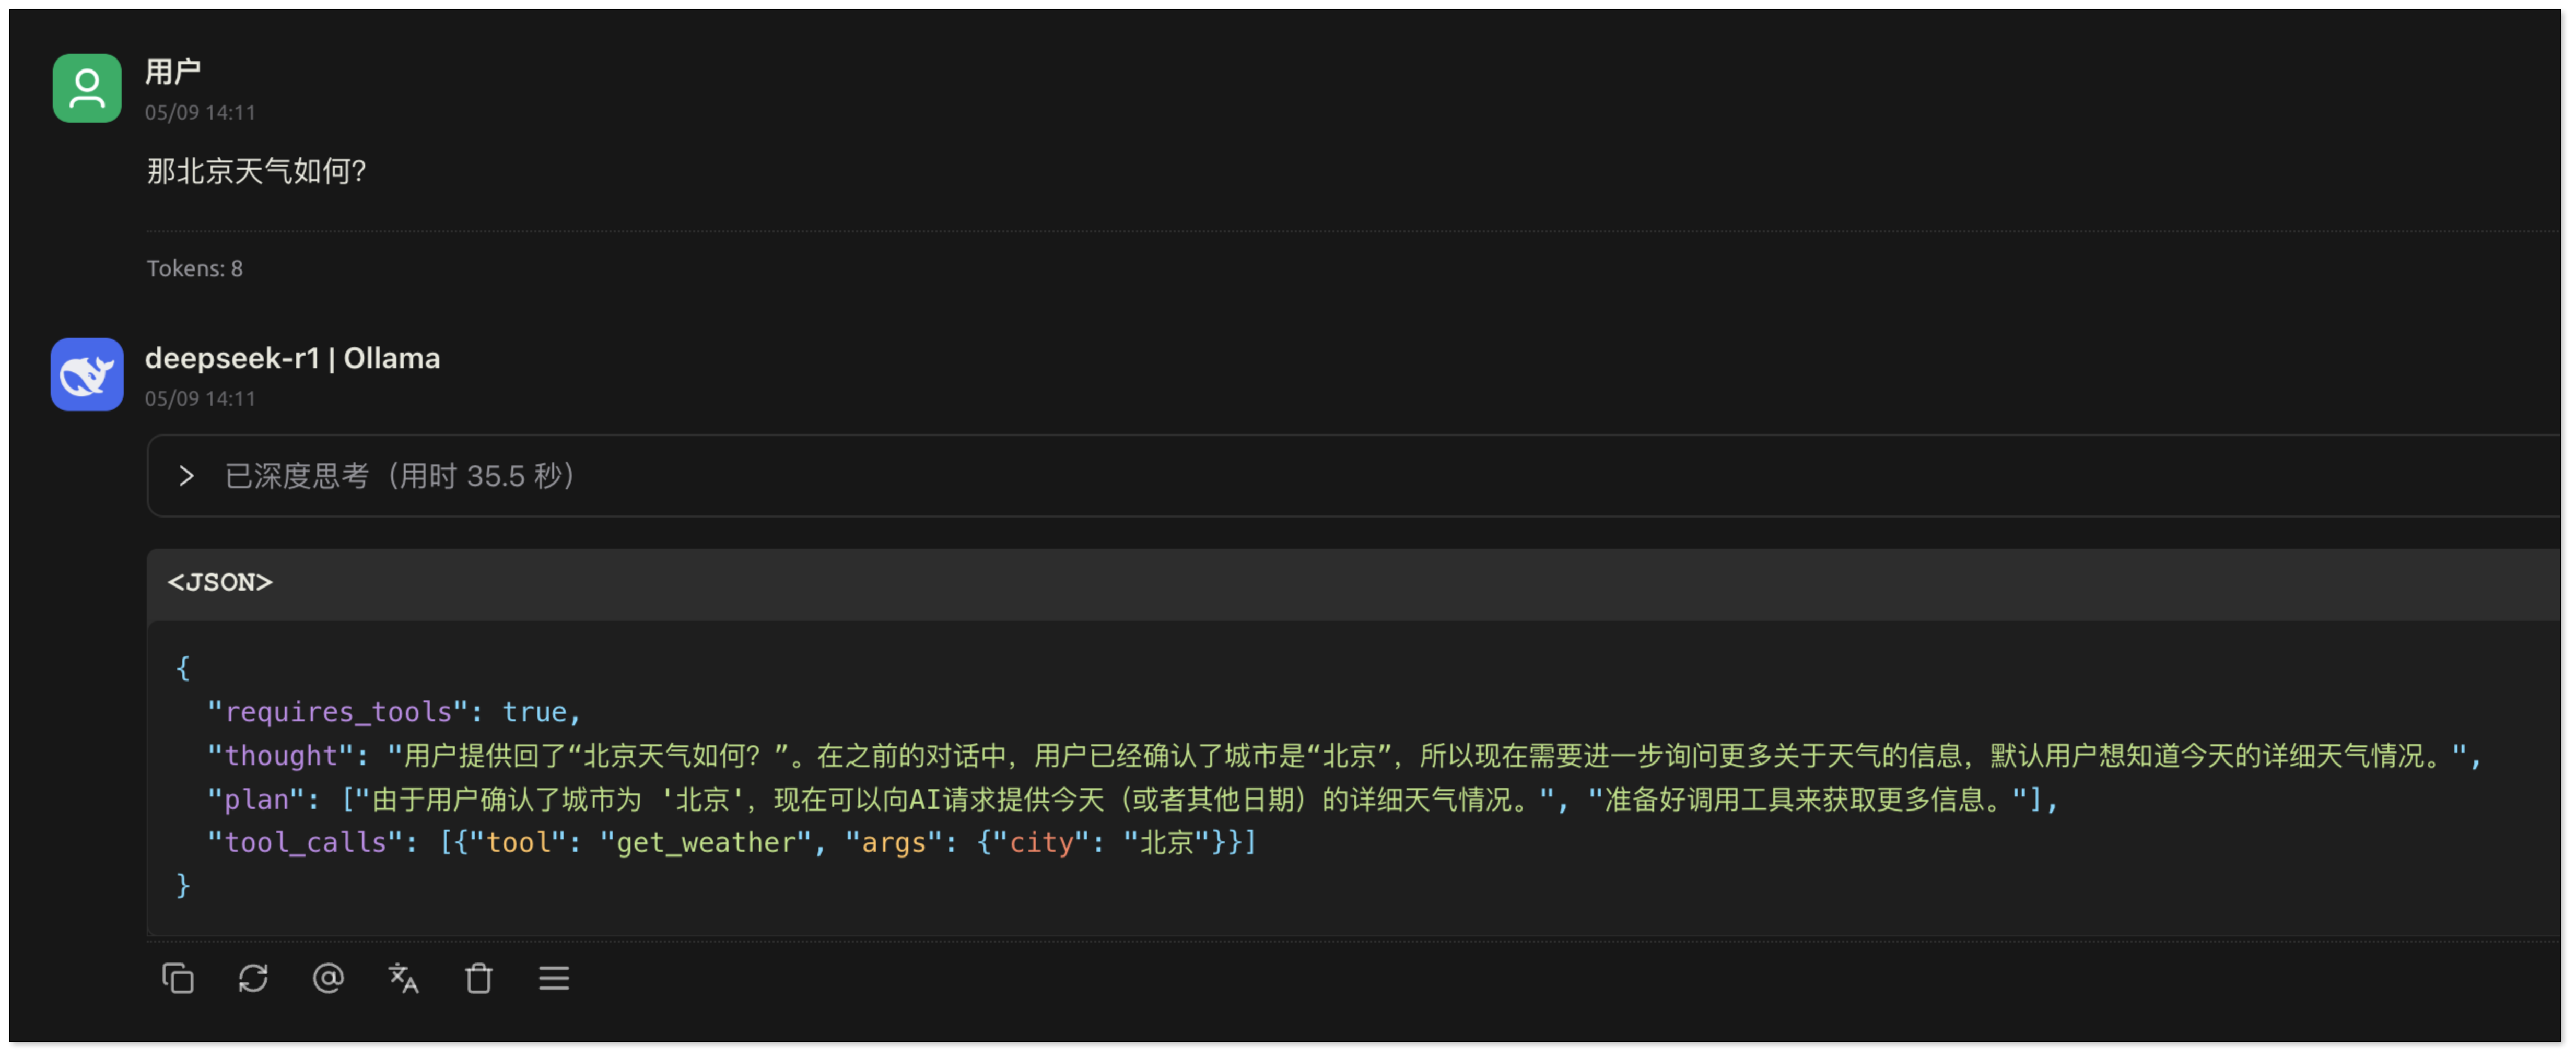 用户
05/09 14:11
那北京天气如何?
Tokens: 8
deepseek-r1 | Ollama
05/09 14:11
已深度思考（用时 35.5 秒）
<JSON>
{
"requires_tools": true,
"thought": "用户提供回了“北京天气如何？”。在之前的对话中，用户已经确认了城市是“北京”，所以现在需要进一步询问更多关于天气的信息，默认用户想知道今天的详细天气情况。",
"plan": ["由于用户确认了城市为 '北京'，现在可以向AI请求提供今天（或者其他日期）的详细天气情况。", "准备好调用工具来获取更多信息。"],
"tool_calls": [{"tool": "get_weather", "args": {"city": "北京"}}]
}